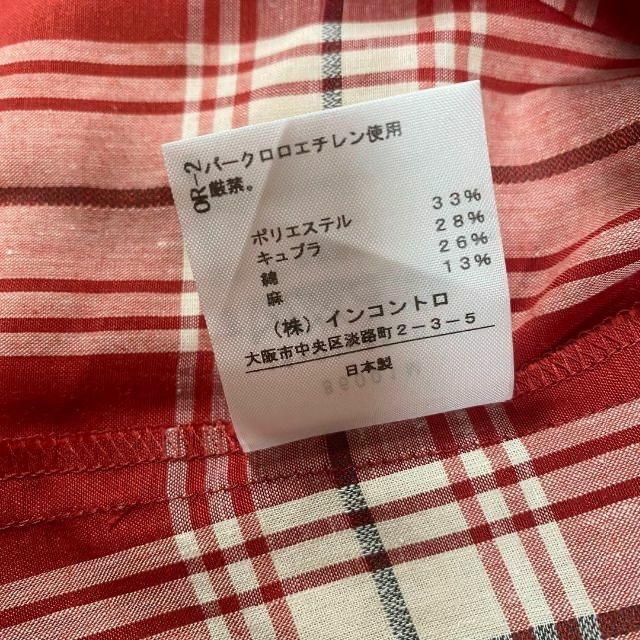 OR-2
パークロロエチレン使用
厳禁。
ポリエステル 33%
キュプラ 28%
綿 26%
麻 13%
(株) インコントロ
大阪市中央区淡路町2-3-5
日本製